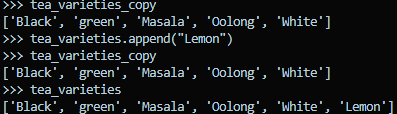 >>> tea_varieties_copy
['Black', 'green', 'Masala', 'Oolong', 'White']
>>> tea_varieties.append("Lemon")
>>> tea_varieties_copy
['Black', 'green', 'Masala', 'Oolong', 'White']
>>> tea_varieties
['Black', 'green', 'Masala', 'Oolong', 'White', 'Lemon']